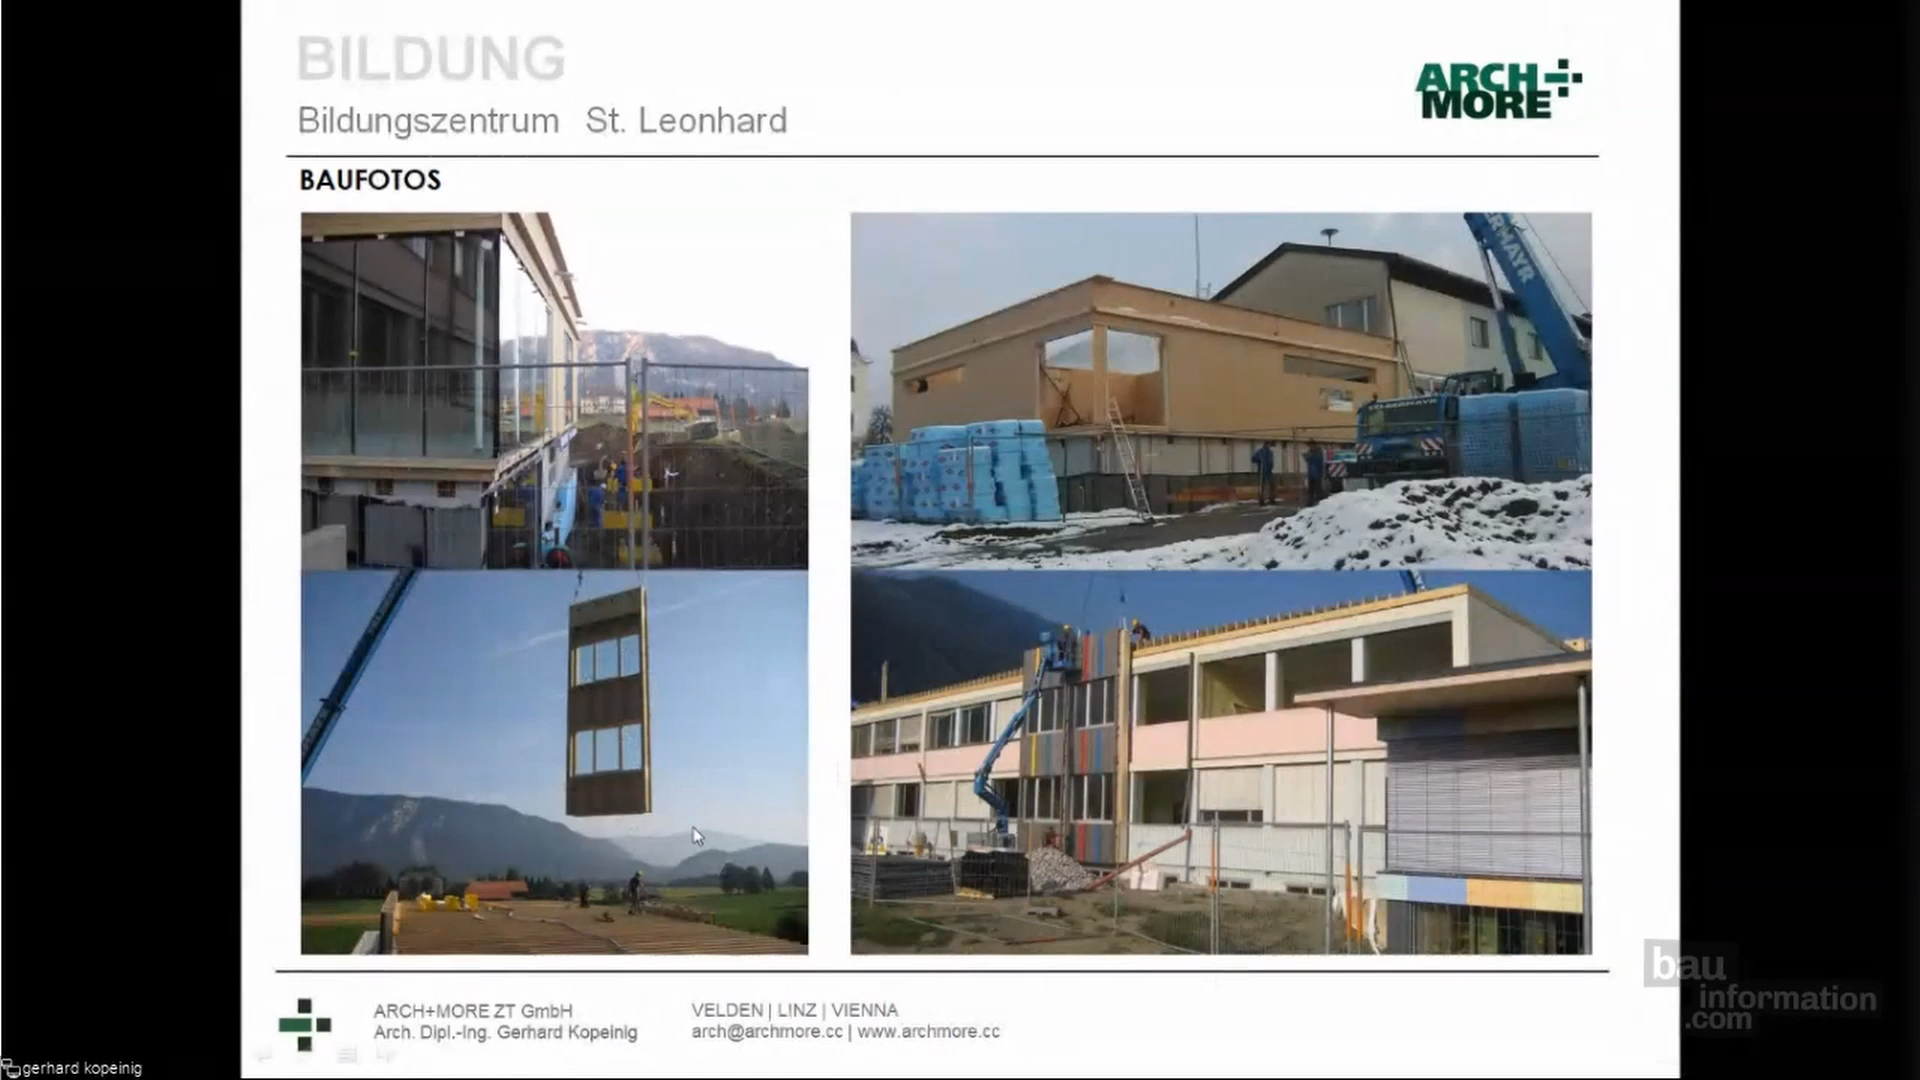 BILDUNG
Bildungszentrum St. Leonhard
ARCH
MORE
BAUFOTOS
ARCH+MORE ZT GmbH
Arch. Dipl.-Ing. Gerhard Kopeinig
VELDEN | LINZ | VIENNA
arch@archmore.cc | www.archmore.cc
bau
information
.com
gerhard kopeinig